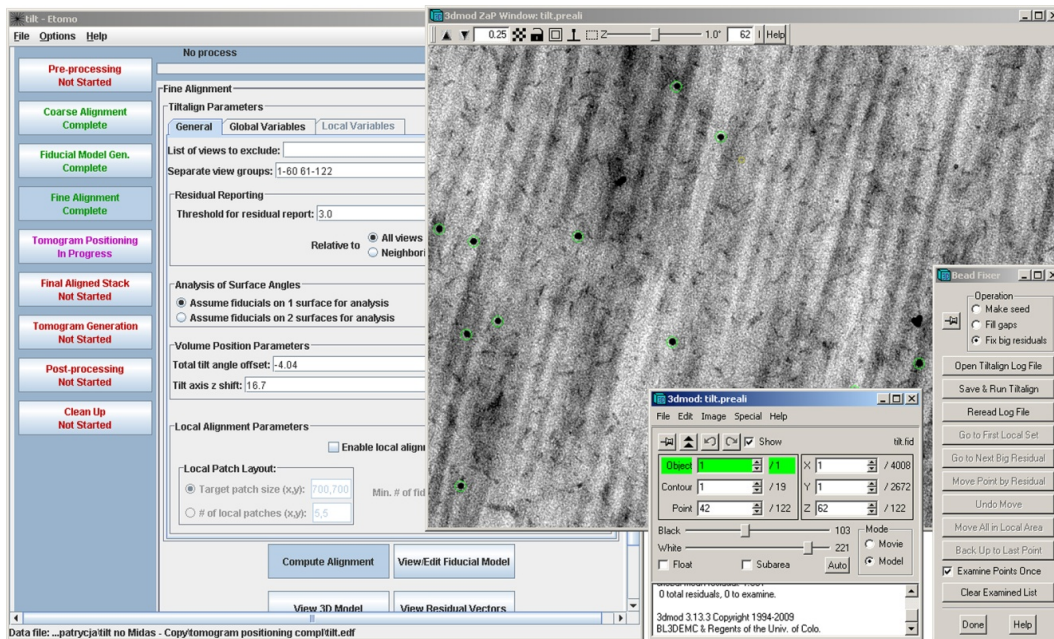 tilt - Etomo
File Options Help
No process
Pre-processing
Not Started
Coarse Alignment
Complete
Fiducial Model Gen.
Complete
Fine Alignment
Complete
Tomogram Positioning
In Progress
Final Aligned Stack
Not Started
Tomogram Generation
Not Started
Post-processing
Not Started
Clean Up
Not Started
Fine Alignment
Tiltalign Parameters
General Global Variables Local Variables
List of views to exclude:
Separate view groups: 1-60 61-122
Residual Reporting
Threshold for residual report: 3.0
Relative to All views
Neighbori
Analysis of Surface Angles
Assume fiducials on 1 surface for analysis
Assume fiducials on 2 surfaces for analysis
Volume Position Parameters
Total tilt angle offset: -4.04
Tilt axis z shift: 16.7
Local Alignment Parameters
Enable local alignm
Local Patch Layout:
Target patch size (x,y): 700,700
Min. # of fid
# of local patches (x,y): 5,5
Compute Alignment View/Edit Fiducial Model
View 3D Model View Residual Vectors
Data file: ...patrycja\tilt no Midas - Copy\tomogram positioning compl\tilt.edf
3dmod ZaP Window: tilt.preali
0.25 Z 1.0° 62 I Help
3dmod: tilt.preali
File Edit Image Special Help
Show tilt.fid
Object 1 / 1 X 1 / 4008
Contour 1 / 19 Y 1 / 2672
Point 42 / 122 Z 62 / 122
Black 103 Mode
White 221 Movie
Float Subarea Auto Model
0 total residuals, 0 to examine.
3dmod 3.13.3 Copyright 1994-2009
BL3DEMC & Regents of the Univ. of Colo.
Bead Fixer
Operation
Make seed
Fill gaps
Fix big residuals
Open Tiltalign Log File
Save & Run Tiltalign
Reread Log File
Go to First Local Set
Go to Next Big Residual
Move Point by Residual
Undo Move
Move All in Local Area
Back Up to Last Point
Examine Points Once
Clear Examined List
Done Help